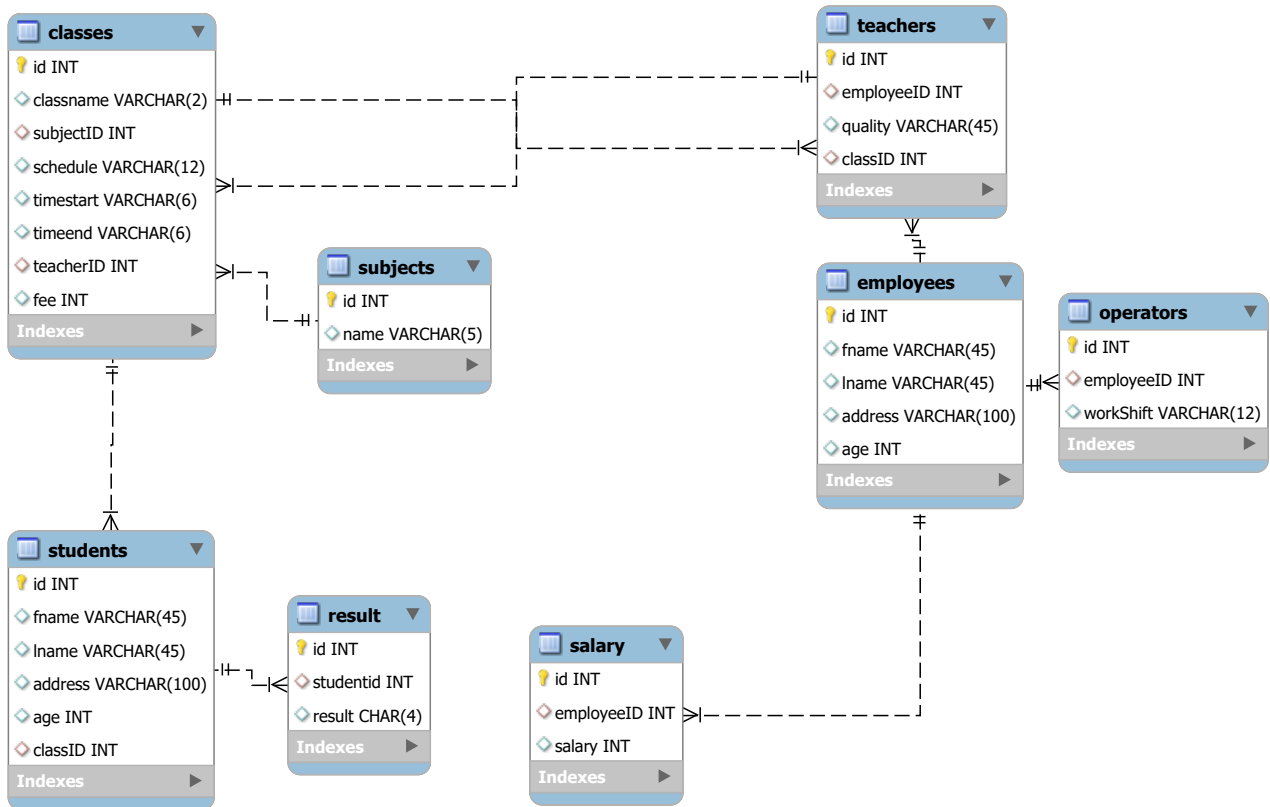 classes
id INT
classname VARCHAR(2)
subjectID INT
schedule VARCHAR(12)
timestart VARCHAR(6)
timeend VARCHAR(6)
teacherID INT
fee INT
Indexes
teachers
id INT
employeeID INT
quality VARCHAR(45)
classID INT
Indexes
subjects
id INT
name VARCHAR(5)
Indexes
employees
id INT
fname VARCHAR(45)
lname VARCHAR(45)
address VARCHAR(100)
age INT
Indexes
operators
id INT
employeeID INT
workShift VARCHAR(12)
Indexes
students
id INT
fname VARCHAR(45)
lname VARCHAR(45)
address VARCHAR(100)
age INT
classID INT
Indexes
result
id INT
studentid INT
result CHAR(4)
Indexes
salary
id INT
employeeID INT
salary INT
Indexes